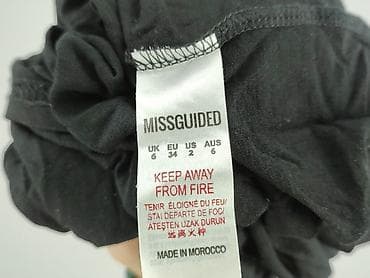 MISSGUIDED
UK EU US AUS
6 34 2 6
KEEP AWAY
FROM FIRE
TENIR ÉLOIGNÉ DU FEU/
STAI DEPARTE DE FOC/
ATEŞTEN UZAK DURUN
MADE IN MOROCCO